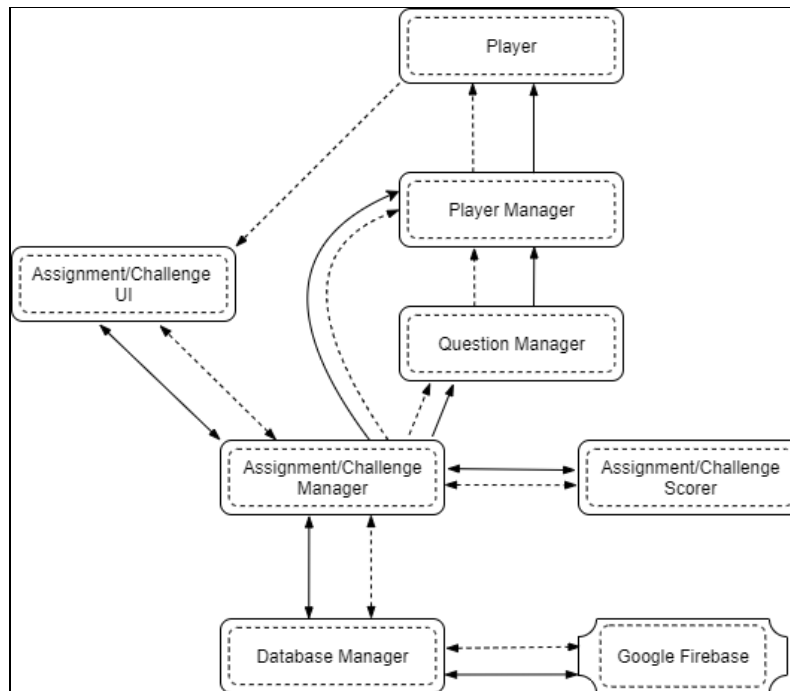 Player
Player Manager
Assignment/Challenge
UI
Question Manager
Assignment/Challenge
Manager
Assignment/Challenge
Scorer
Database Manager
Google Firebase